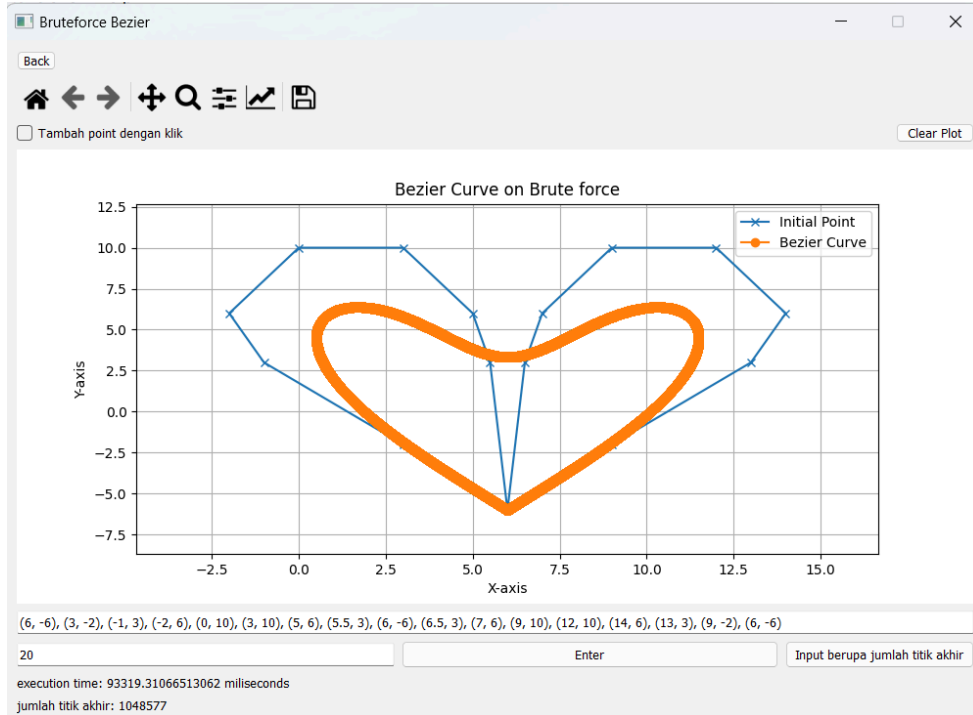 Bruteforce Bezier
Back
Tambah point dengan klik
Clear Plot
Bezier Curve on Brute force
Initial Point
Bezier Curve
12.5
10.0
7.5
5.0
2.5
0.0
−2.5
−5.0
−7.5
Y-axis
−2.5 0.0 2.5 5.0 7.5 10.0 12.5 15.0
X-axis
(6, -6), (3, -2), (-1, 3), (-2, 6), (0, 10), (3, 10), (5, 6), (5.5, 3), (6, -6), (6.5, 3), (7, 6), (9, 10), (12, 10), (14, 6), (13, 3), (9, -2), (6, -6)
20
Enter
Input berupa jumlah titik akhir
execution time: 93319.31066513062 miliseconds
jumlah titik akhir: 1048577